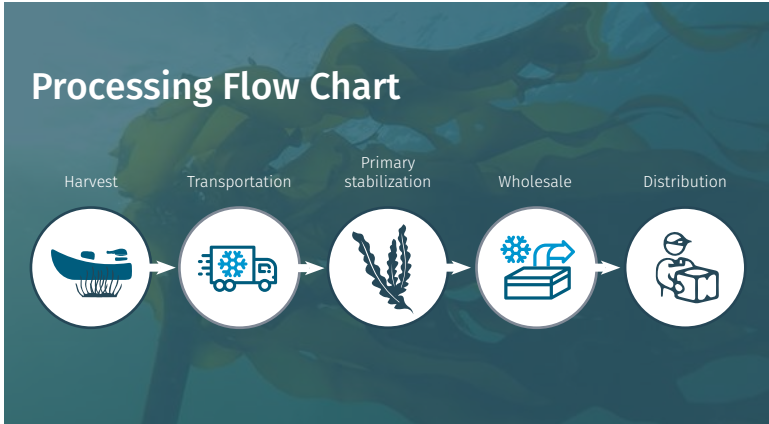 Processing Flow Chart
Harvest
Transportation
Primary
stabilization
Wholesale
Distribution